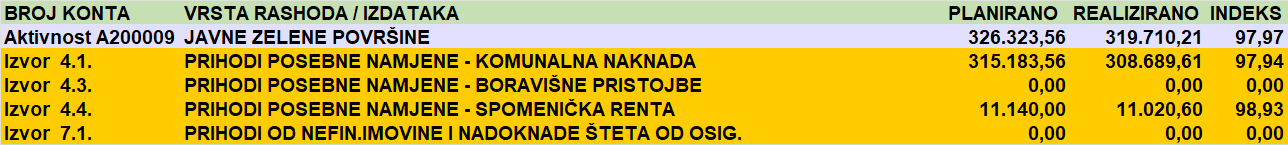 BROJ KONTA VRSTA RASHODA / IZDATAKA PLANIRANO REALIZIRANO INDEKS
Aktivnost A200009 JAVNE ZELENE POVRŠINE 326.323,56 319.710,21 97,97
Izvor 4.1. PRIHODI POSEBNE NAMJENE - KOMUNALNA NAKNADA 315.183,56 308.689,61 97,94
Izvor 4.3. PRIHODI POSEBNE NAMJENE - BORAVIŠNE PRISTOJBE 0,00 0,00 0,00
Izvor 4.4. PRIHODI POSEBNE NAMJENE - SPOMENIČKA RENTA 11.140,00 11.020,60 98,93
Izvor 7.1. PRIHODI OD NEFIN.IMOVINE I NADOKNADE ŠTETA OD OSIG. 0,00 0,00 0,00